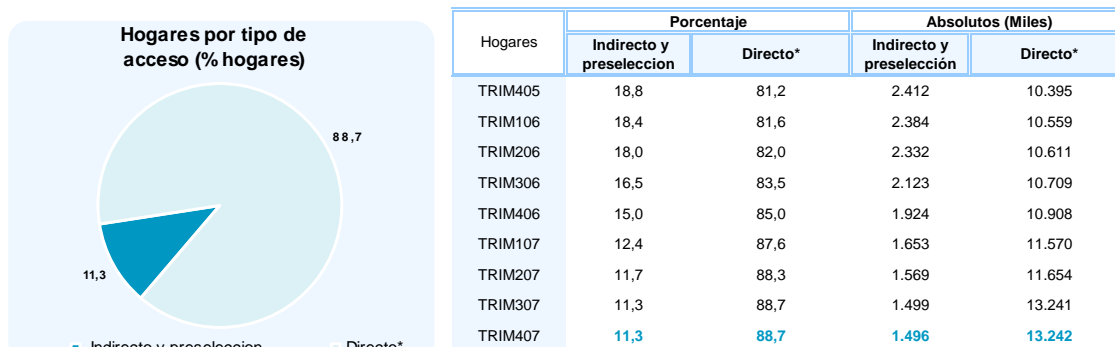 Hogares por tipo de
acceso (% hogares)
88,7
11,3
Indirecto y preseleccion Directo*
Hogares Porcentaje Absolutos (Miles)
Indirecto y preseleccion Directo* Indirecto y preselección Directo*
TRIM405 18,8 81,2 2.412 10.395
TRIM106 18,4 81,6 2.384 10.559
TRIM206 18,0 82,0 2.332 10.611
TRIM306 16,5 83,5 2.123 10.709
TRIM406 15,0 85,0 1.924 10.908
TRIM107 12,4 87,6 1.653 11.570
TRIM207 11,7 88,3 1.569 11.654
TRIM307 11,3 88,7 1.499 13.241
TRIM407 11,3 88,7 1.496 13.242